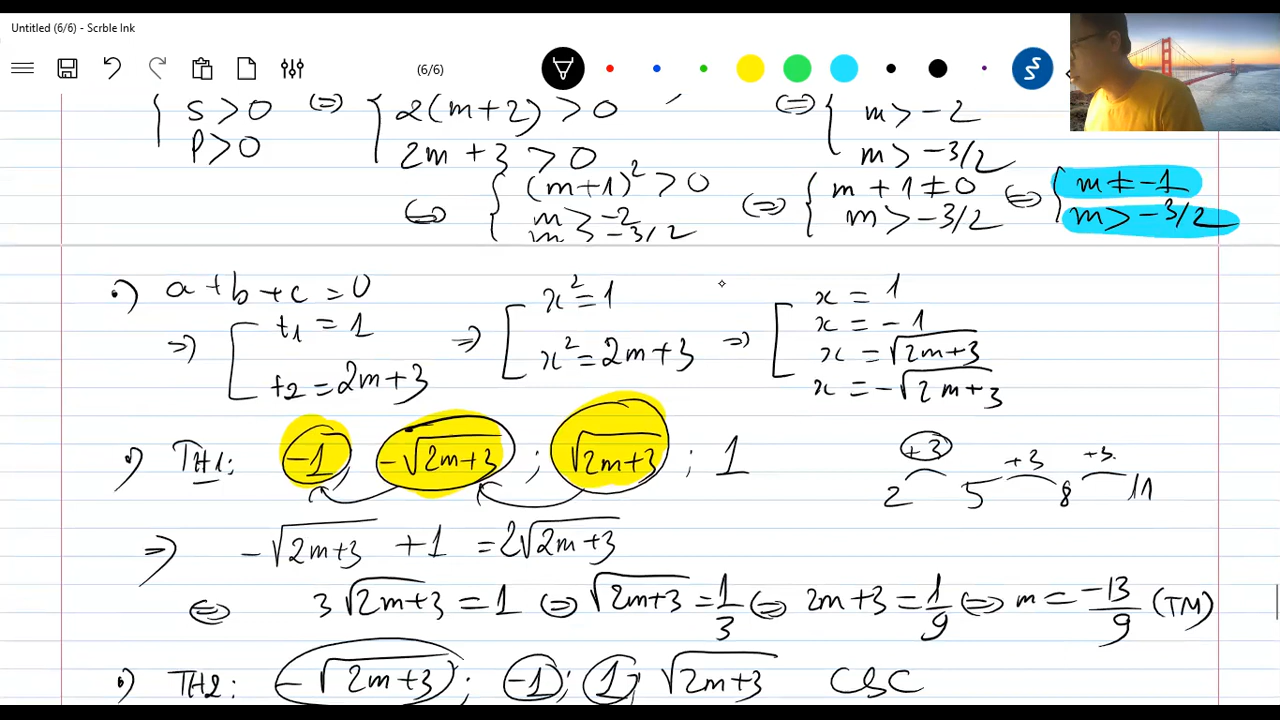 Untitled (6/6) - Scrble Ink
(6/6)
S > 0 ⇔ 2(m+2) > 0 ⇔ m > -2
P > 0 2m + 3 > 0 m > -3/2
⇔ (m+1)² > 0 ⇔ m + 1 ≠ 0 ⇔ m ≠ -1
m > -2 m > -3/2 m > -3/2
m > -3/2
•) a + b + c = 0
⇒ t1 = 1 ⇒ x² = 1 ⇒ x = 1
x = -1
t2 = 2m+3 x² = 2m+3 x = √2m+3
x = -√2m+3
•) TH1: -1; -√2m+3 ; √2m+3 ; 1
+3 +3 +3
2 5 8 11
⇒ -√2m+3 + 1 = 2√2m+3
⇔ 3√2m+3 = 1 ⇔ √2m+3 = 1/3 ⇔ 2m+3 = 1/9 ⇔ m = -13/9 (TM)
•) TH2: -√2m+3 ; -1; 1; √2m+3 CSC